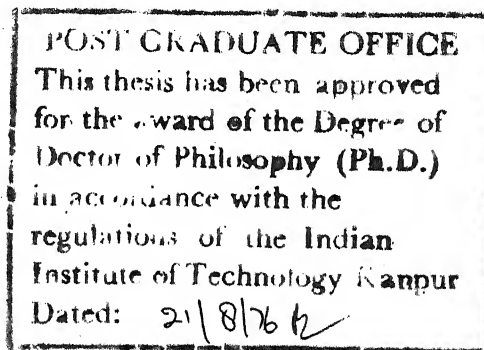 POST GRADUATE OFFICE
This thesis has been approved
for the award of the Degree of
Doctor of Philosophy (Ph.D.)
in accordance with the
regulations of the Indian
Institute of Technology Kanpur
Dated: 21/8/76